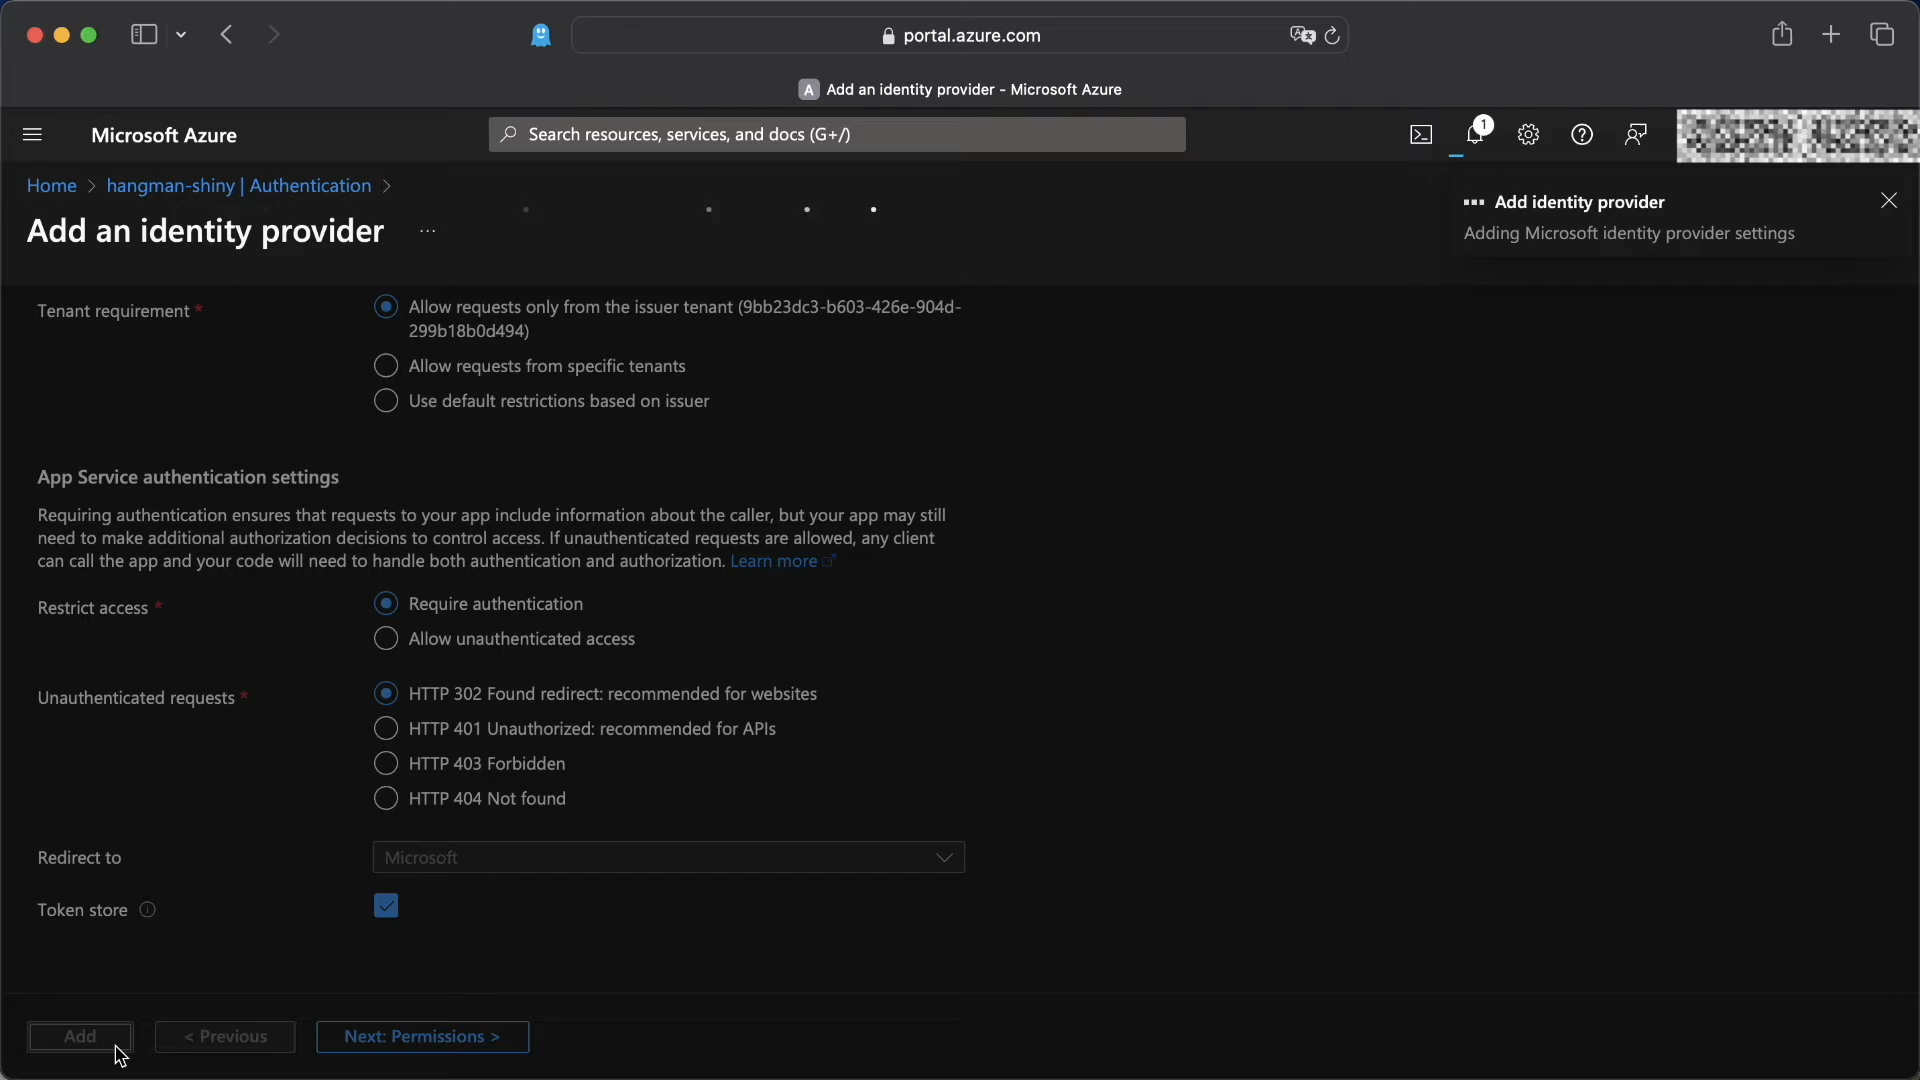 portal.azure.com
A Add an identity provider - Microsoft Azure
Microsoft Azure
Search resources, services, and docs (G+/)
1
Home > hangman-shiny | Authentication >
Add an identity provider ...
Add identity provider
Adding Microsoft identity provider settings
Tenant requirement *
Allow requests only from the issuer tenant (9bb23dc3-b603-426e-904d-
299b18b0d494)
Allow requests from specific tenants
Use default restrictions based on issuer
App Service authentication settings
Requiring authentication ensures that requests to your app include information about the caller, but your app may still
need to make additional authorization decisions to control access. If unauthenticated requests are allowed, any client
can call the app and your code will need to handle both authentication and authorization. Learn more
Restrict access *
Require authentication
Allow unauthenticated access
Unauthenticated requests *
HTTP 302 Found redirect: recommended for websites
HTTP 401 Unauthorized: recommended for APIs
HTTP 403 Forbidden
HTTP 404 Not found
Redirect to
Microsoft
Token store
Add
< Previous
Next: Permissions >